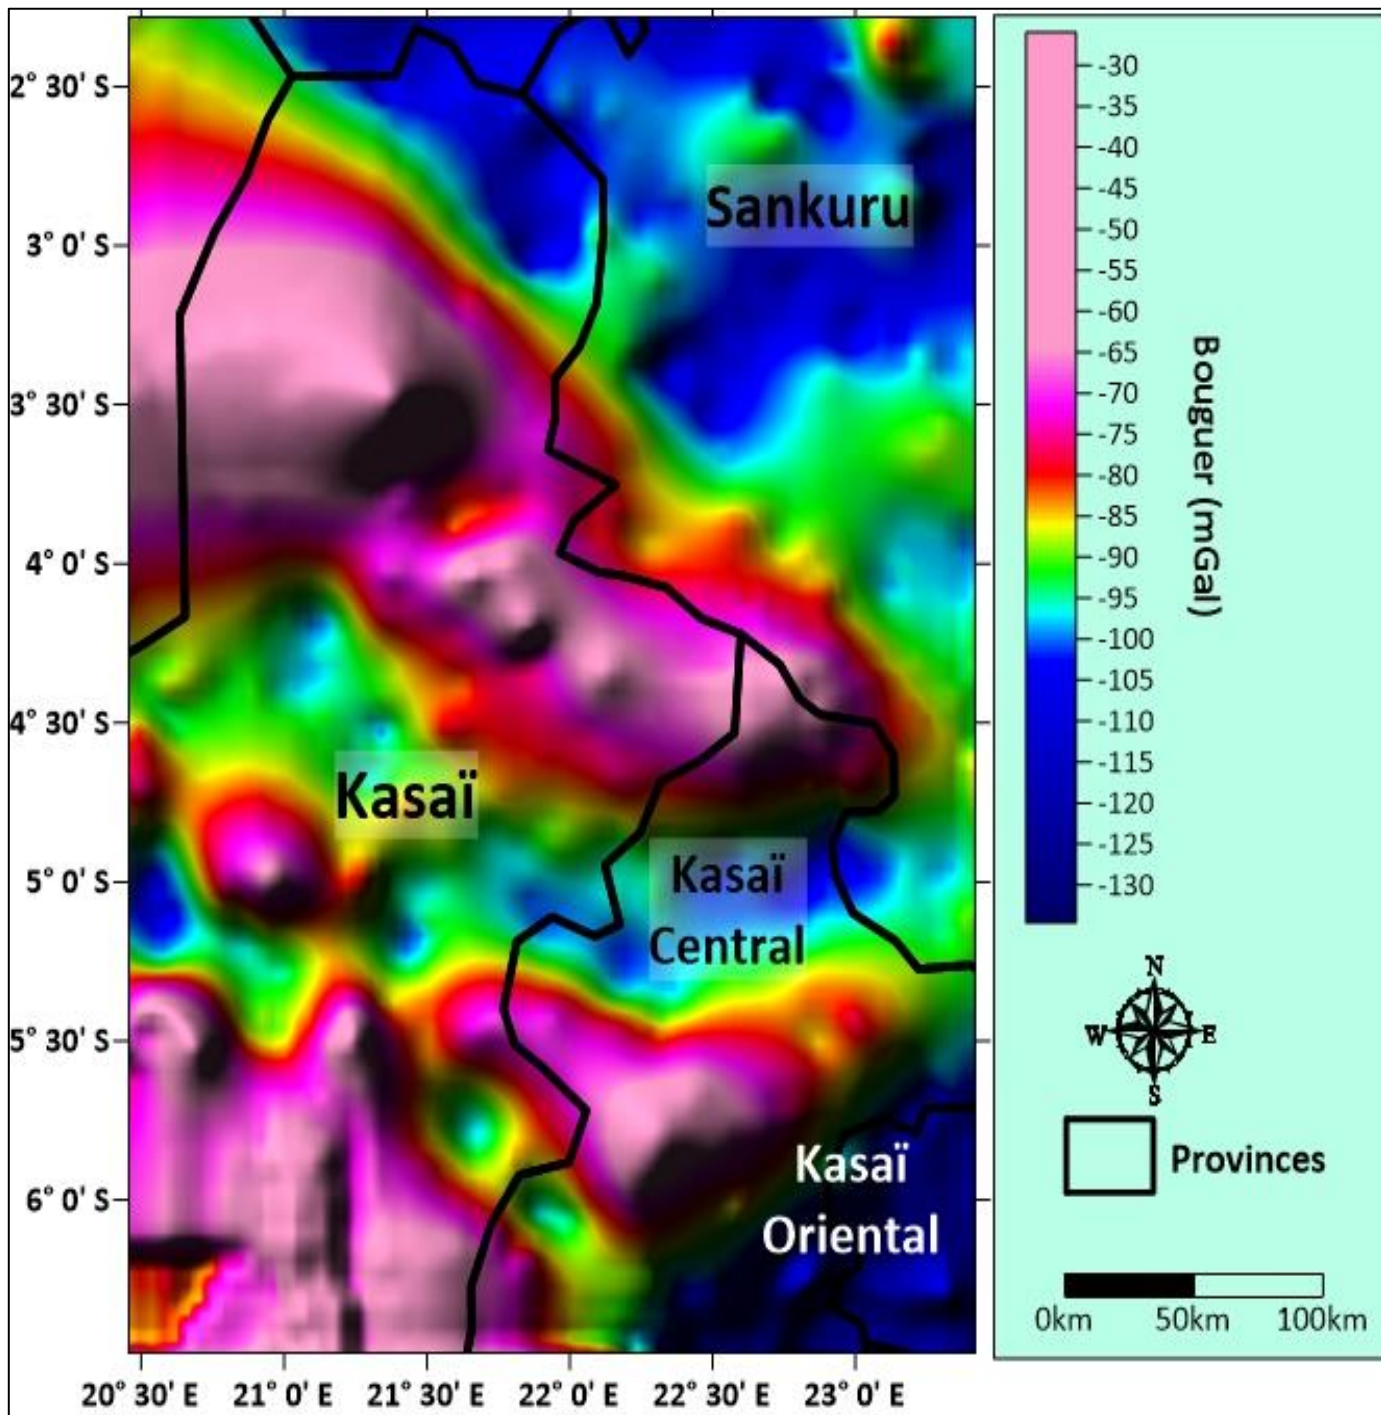 2° 30' S
3° 0' S
3° 30' S
4° 0' S
4° 30' S
5° 0' S
5° 30' S
6° 0' S
20° 30' E
21° 0' E
21° 30' E
22° 0' E
22° 30' E
23° 0' E
Sankuru
Kasaï
Kasaï
Central
Kasaï
Oriental
-30
-35
-40
-45
-50
-55
-60
-65
-70
-75
-80
-85
-90
-95
-100
-105
-110
-115
-120
-125
-130
Bouguer (mGal)
N
W
E
S
Provinces
0km
50km
100km